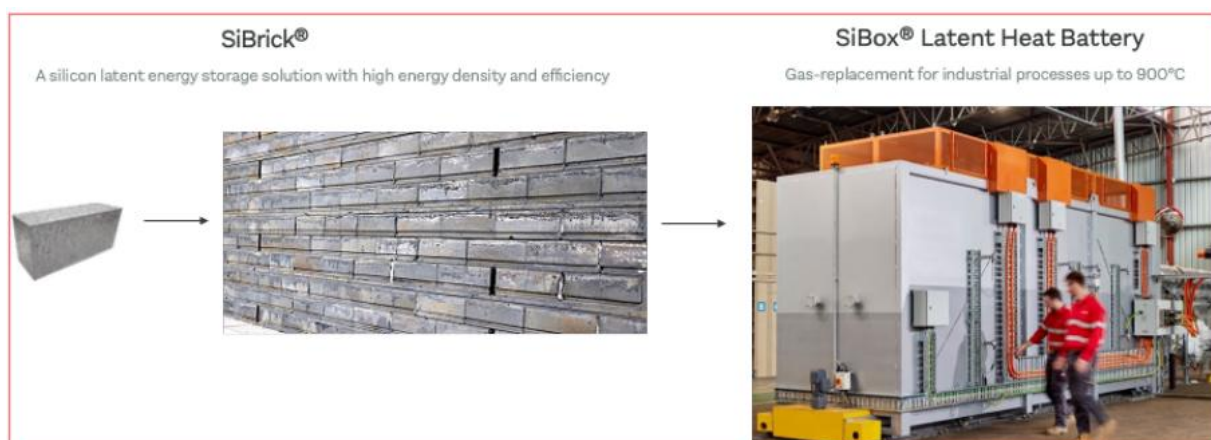 SiBrick®
A silicon latent energy storage solution with high energy density and efficiency
SiBox® Latent Heat Battery
Gas-replacement for industrial processes up to 900°C